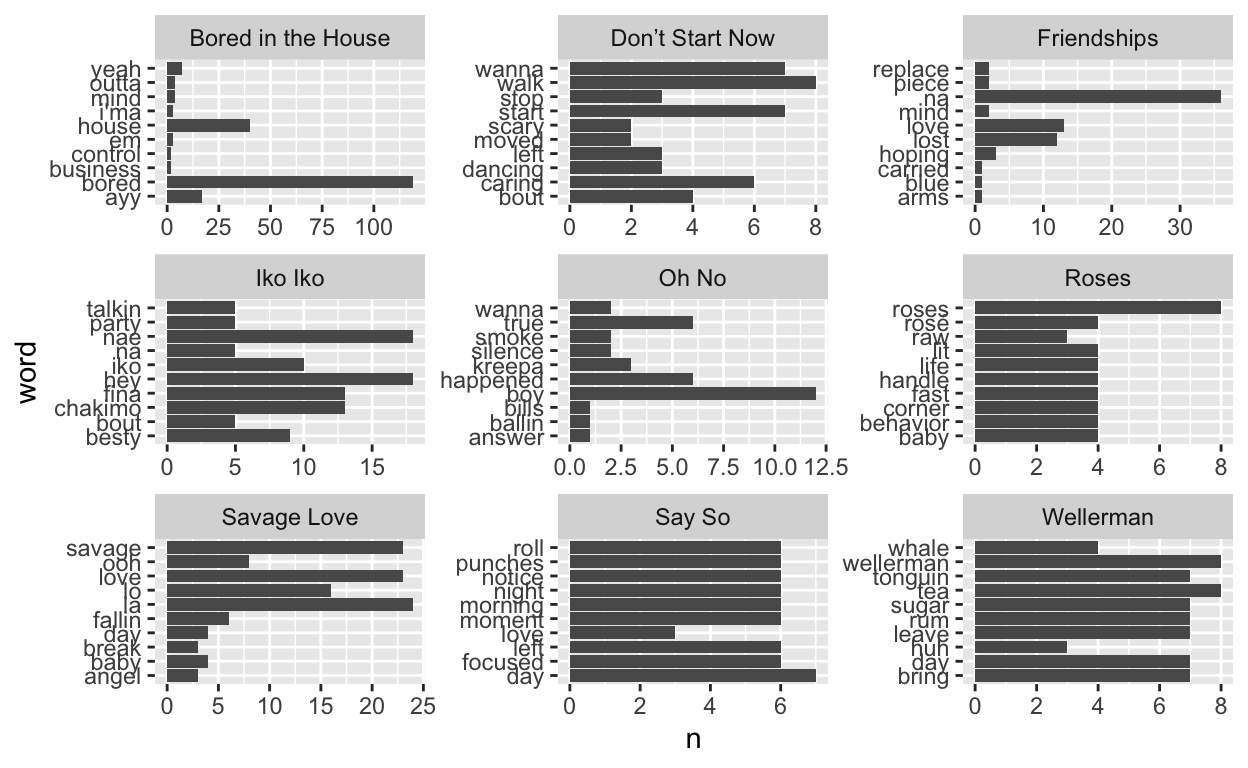 Bored in the House
yeah
outta
mind
i'ma
house
em
control
business
bored
ayy
0 25 50 75 100
Don’t Start Now
wanna
walk
stop
start
scary
moved
left
dancing
caring
bout
0 2 4 6 8
Friendships
replace
piece
na
mind
love
lost
hoping
carried
blue
arms
0 10 20 30
Iko Iko
talkin
party
nae
na
iko
hey
fina
chakimo
bout
besty
0 5 10 15
Oh No
wanna
true
smoke
silence
kreepa
happened
boy
bills
ballin
answer
0.0 2.5 5.0 7.5 10.0 12.5
Roses
roses
rose
raw
lit
life
handle
fast
corner
behavior
baby
0 2 4 6 8
Savage Love
savage
ooh
love
lo
la
fallin
day
break
baby
angel
0 5 10 15 20 25
Say So
roll
punches
notice
night
morning
moment
love
left
focused
day
0 2 4 6
Wellerman
whale
wellerman
tonguin
tea
sugar
rum
leave
huh
day
bring
0 2 4 6 8
word
n